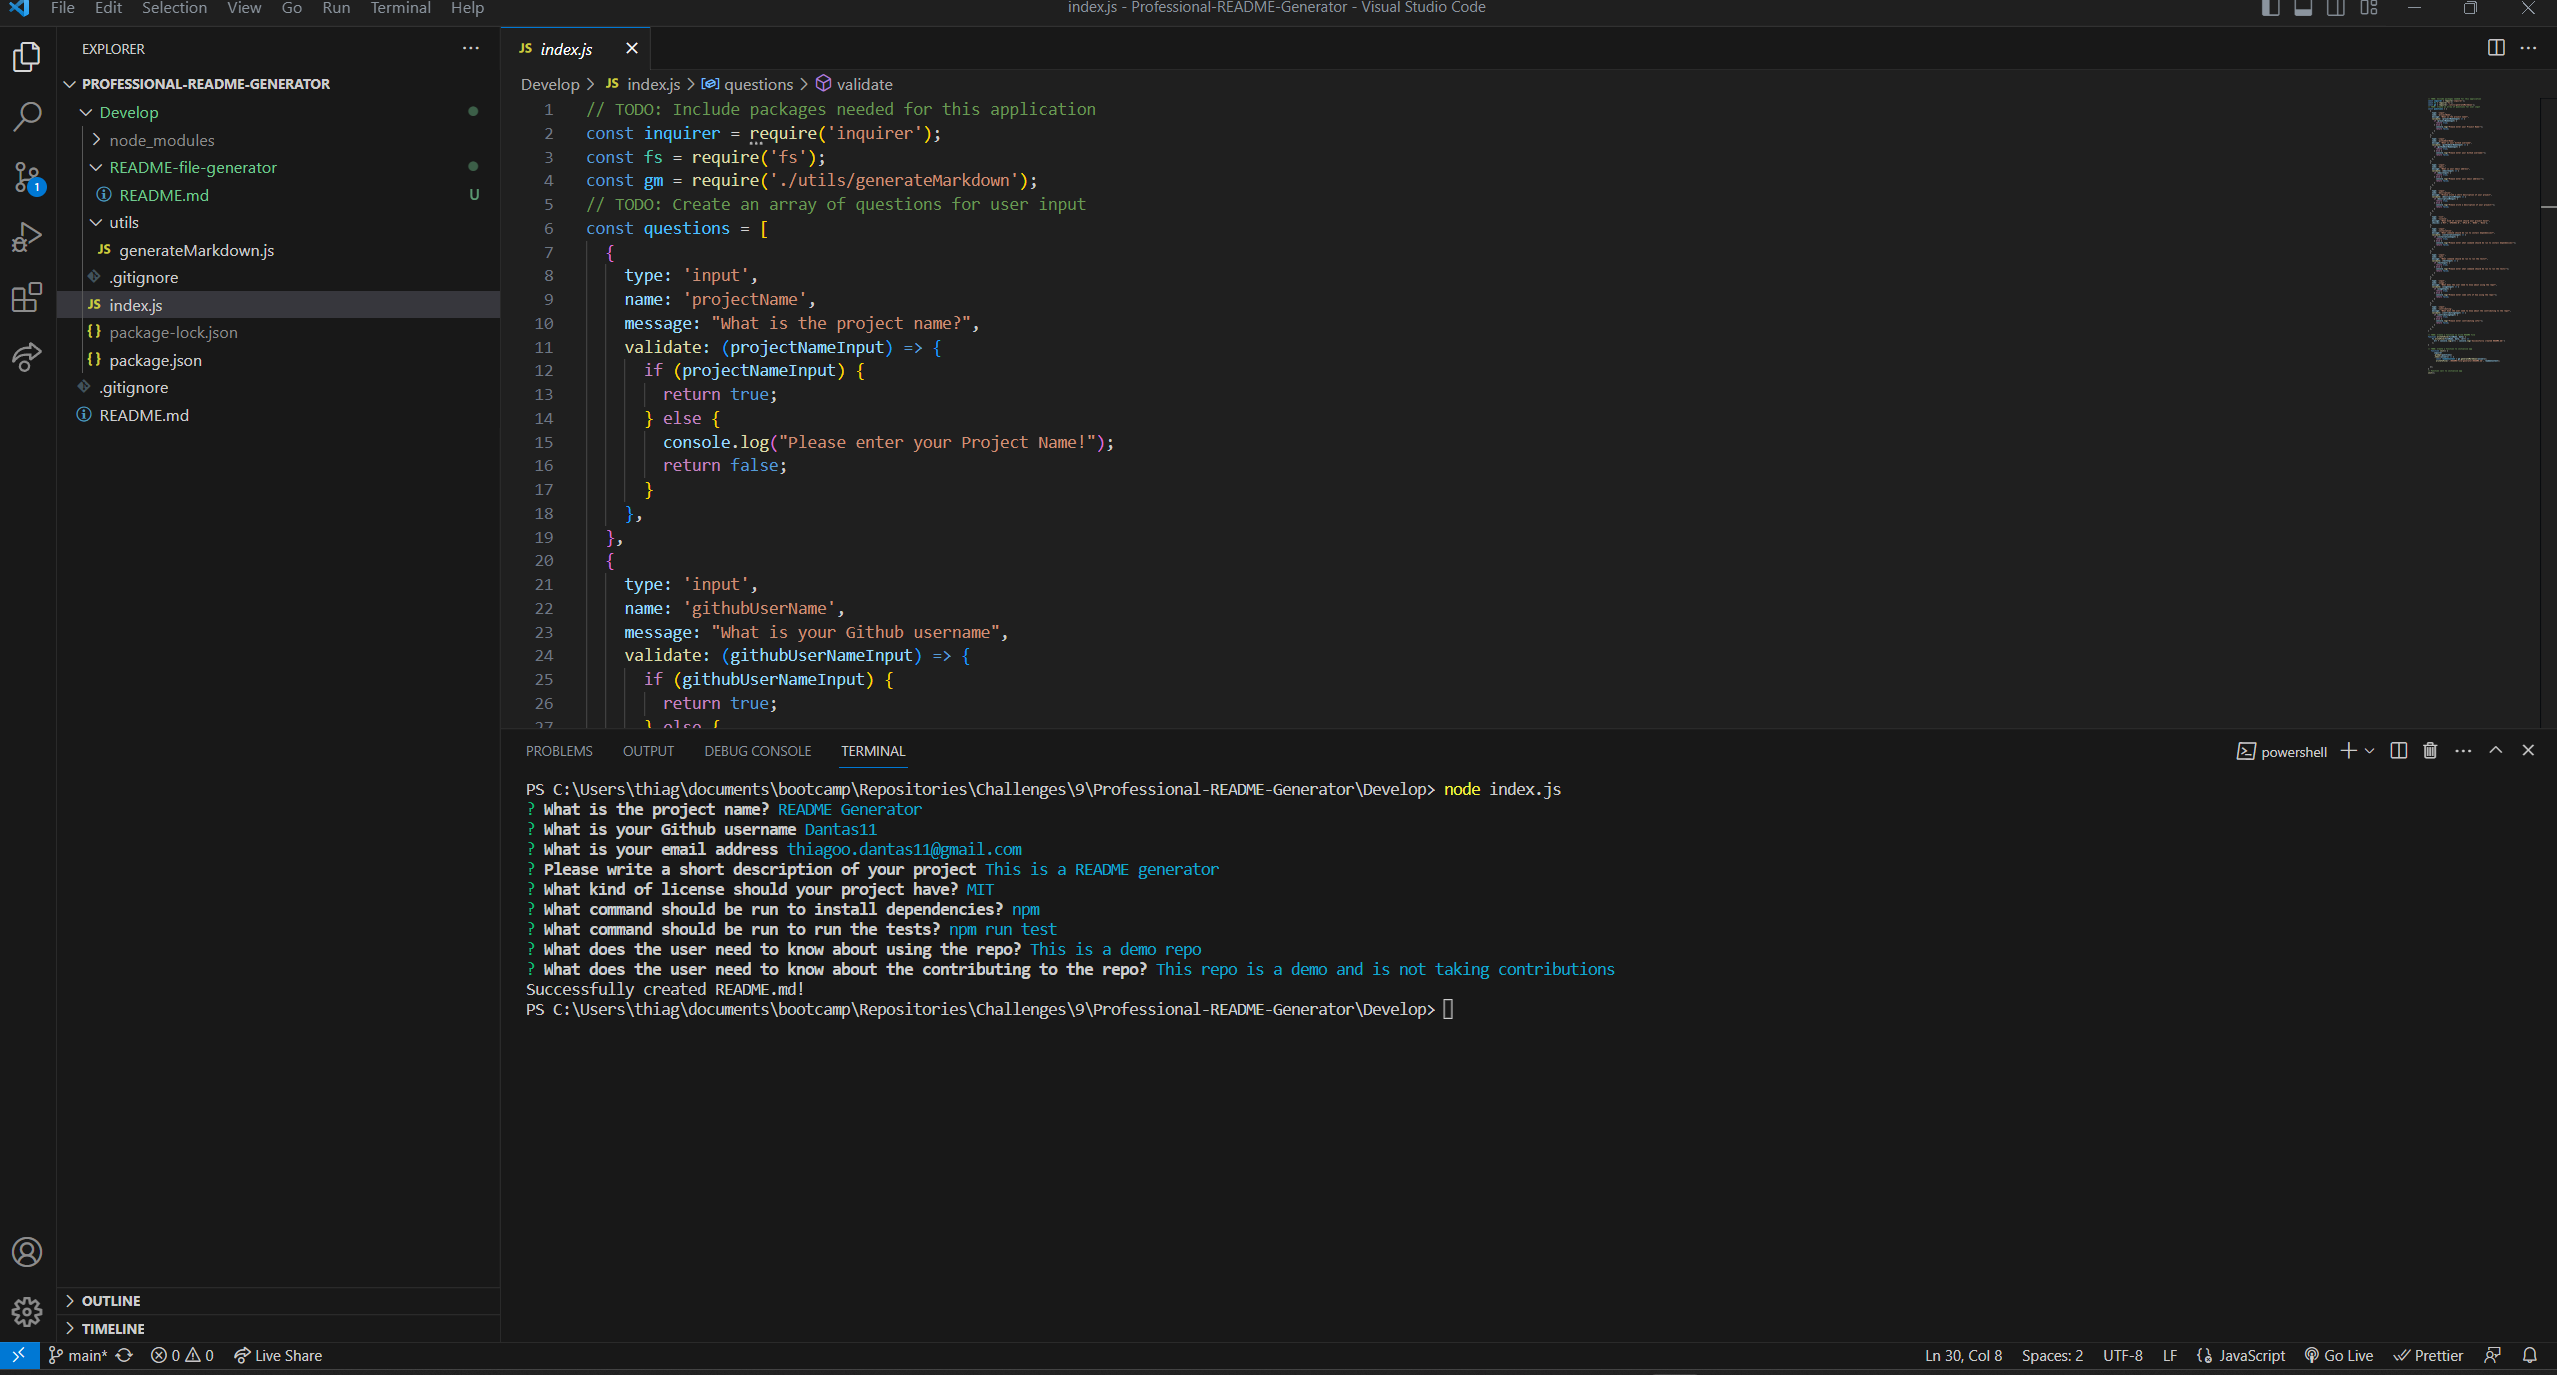 File Edit Selection View Go Run Terminal Help
index.js - Professional-README-Generator - Visual Studio Code
EXPLORER
PROFESSIONAL-README-GENERATOR
Develop
node_modules
README-file-generator
README.md U
utils
JS generateMarkdown.js
.gitignore
JS index.js
{} package-lock.json
{} package.json
.gitignore
README.md
OUTLINE
TIMELINE
JS index.js
Develop > JS index.js > questions > validate
1 // TODO: Include packages needed for this application
2 const inquirer = require('inquirer');
3 const fs = require('fs');
4 const gm = require('./utils/generateMarkdown');
5 // TODO: Create an array of questions for user input
6 const questions = [
7 {
8 type: 'input',
9 name: 'projectName',
10 message: "What is the project name?",
11 validate: (projectNameInput) => {
12 if (projectNameInput) {
13 return true;
14 } else {
15 console.log("Please enter your Project Name!");
16 return false;
17 }
18 },
19 },
20 {
21 type: 'input',
22 name: 'githubUserName',
23 message: "What is your Github username",
24 validate: (githubUserNameInput) => {
25 if (githubUserNameInput) {
26 return true;
27 } else {
PROBLEMS OUTPUT DEBUG CONSOLE TERMINAL
powershell
PS C:\Users\thiag\documents\bootcamp\Repositories\Challenges\9\Professional-README-Generator\Develop> node index.js
? What is the project name? README Generator
? What is your Github username Dantas11
? What is your email address thiagoo.dantas11@gmail.com
? Please write a short description of your project This is a README generator
? What kind of license should your project have? MIT
? What command should be run to install dependencies? npm
? What command should be run to run the tests? npm run test
? What does the user need to know about using the repo? This is a demo repo
? What does the user need to know about the contributing to the repo? This repo is a demo and is not taking contributions
Successfully created README.md!
PS C:\Users\thiag\documents\bootcamp\Repositories\Challenges\9\Professional-README-Generator\Develop>
main* 0 0 Live Share
Ln 30, Col 8 Spaces: 2 UTF-8 LF JavaScript Go Live Prettier
1